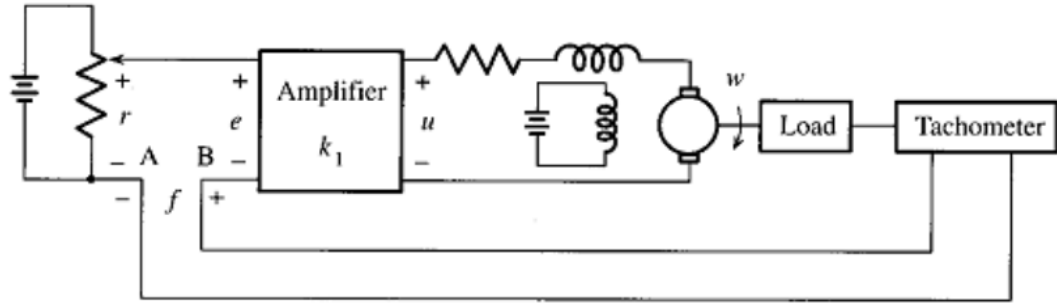 w
+ + + Amplifier + Load Tachometer
r e k1 u
− A B − −
− f +